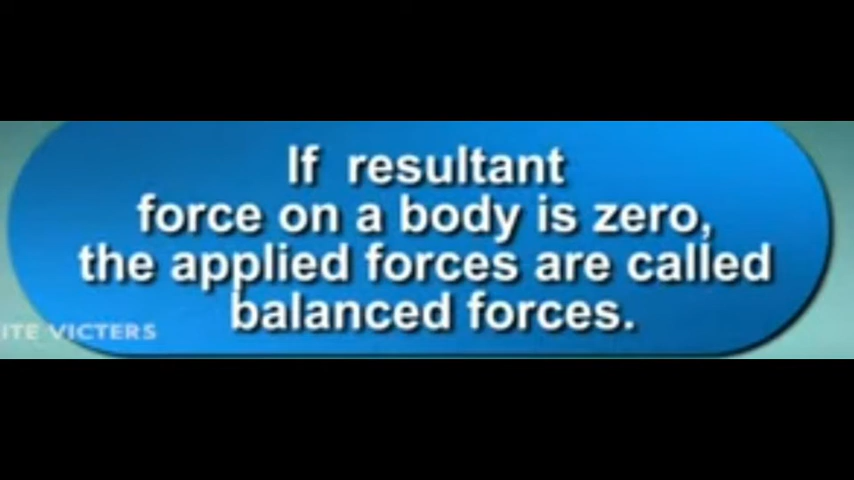 If resultant
force on a body is zero,
the applied forces are called
balanced forces.
ITE VICTERS